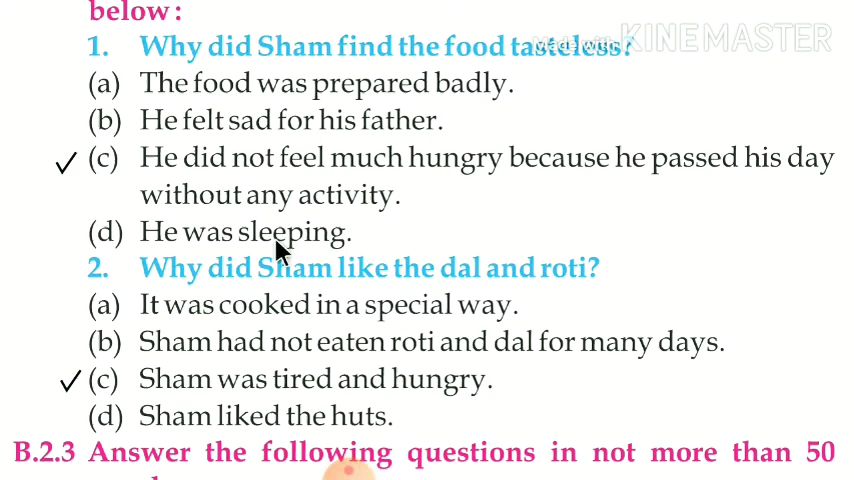 below :
Made with KINEMASTER
1. Why did Sham find the food tasteless?
(a) The food was prepared badly.
(b) He felt sad for his father.
✓ (c) He did not feel much hungry because he passed his day
without any activity.
(d) He was sleeping.
2. Why did Sham like the dal and roti?
(a) It was cooked in a special way.
(b) Sham had not eaten roti and dal for many days.
✓ (c) Sham was tired and hungry.
(d) Sham liked the huts.
B.2.3 Answer the following questions in not more than 50